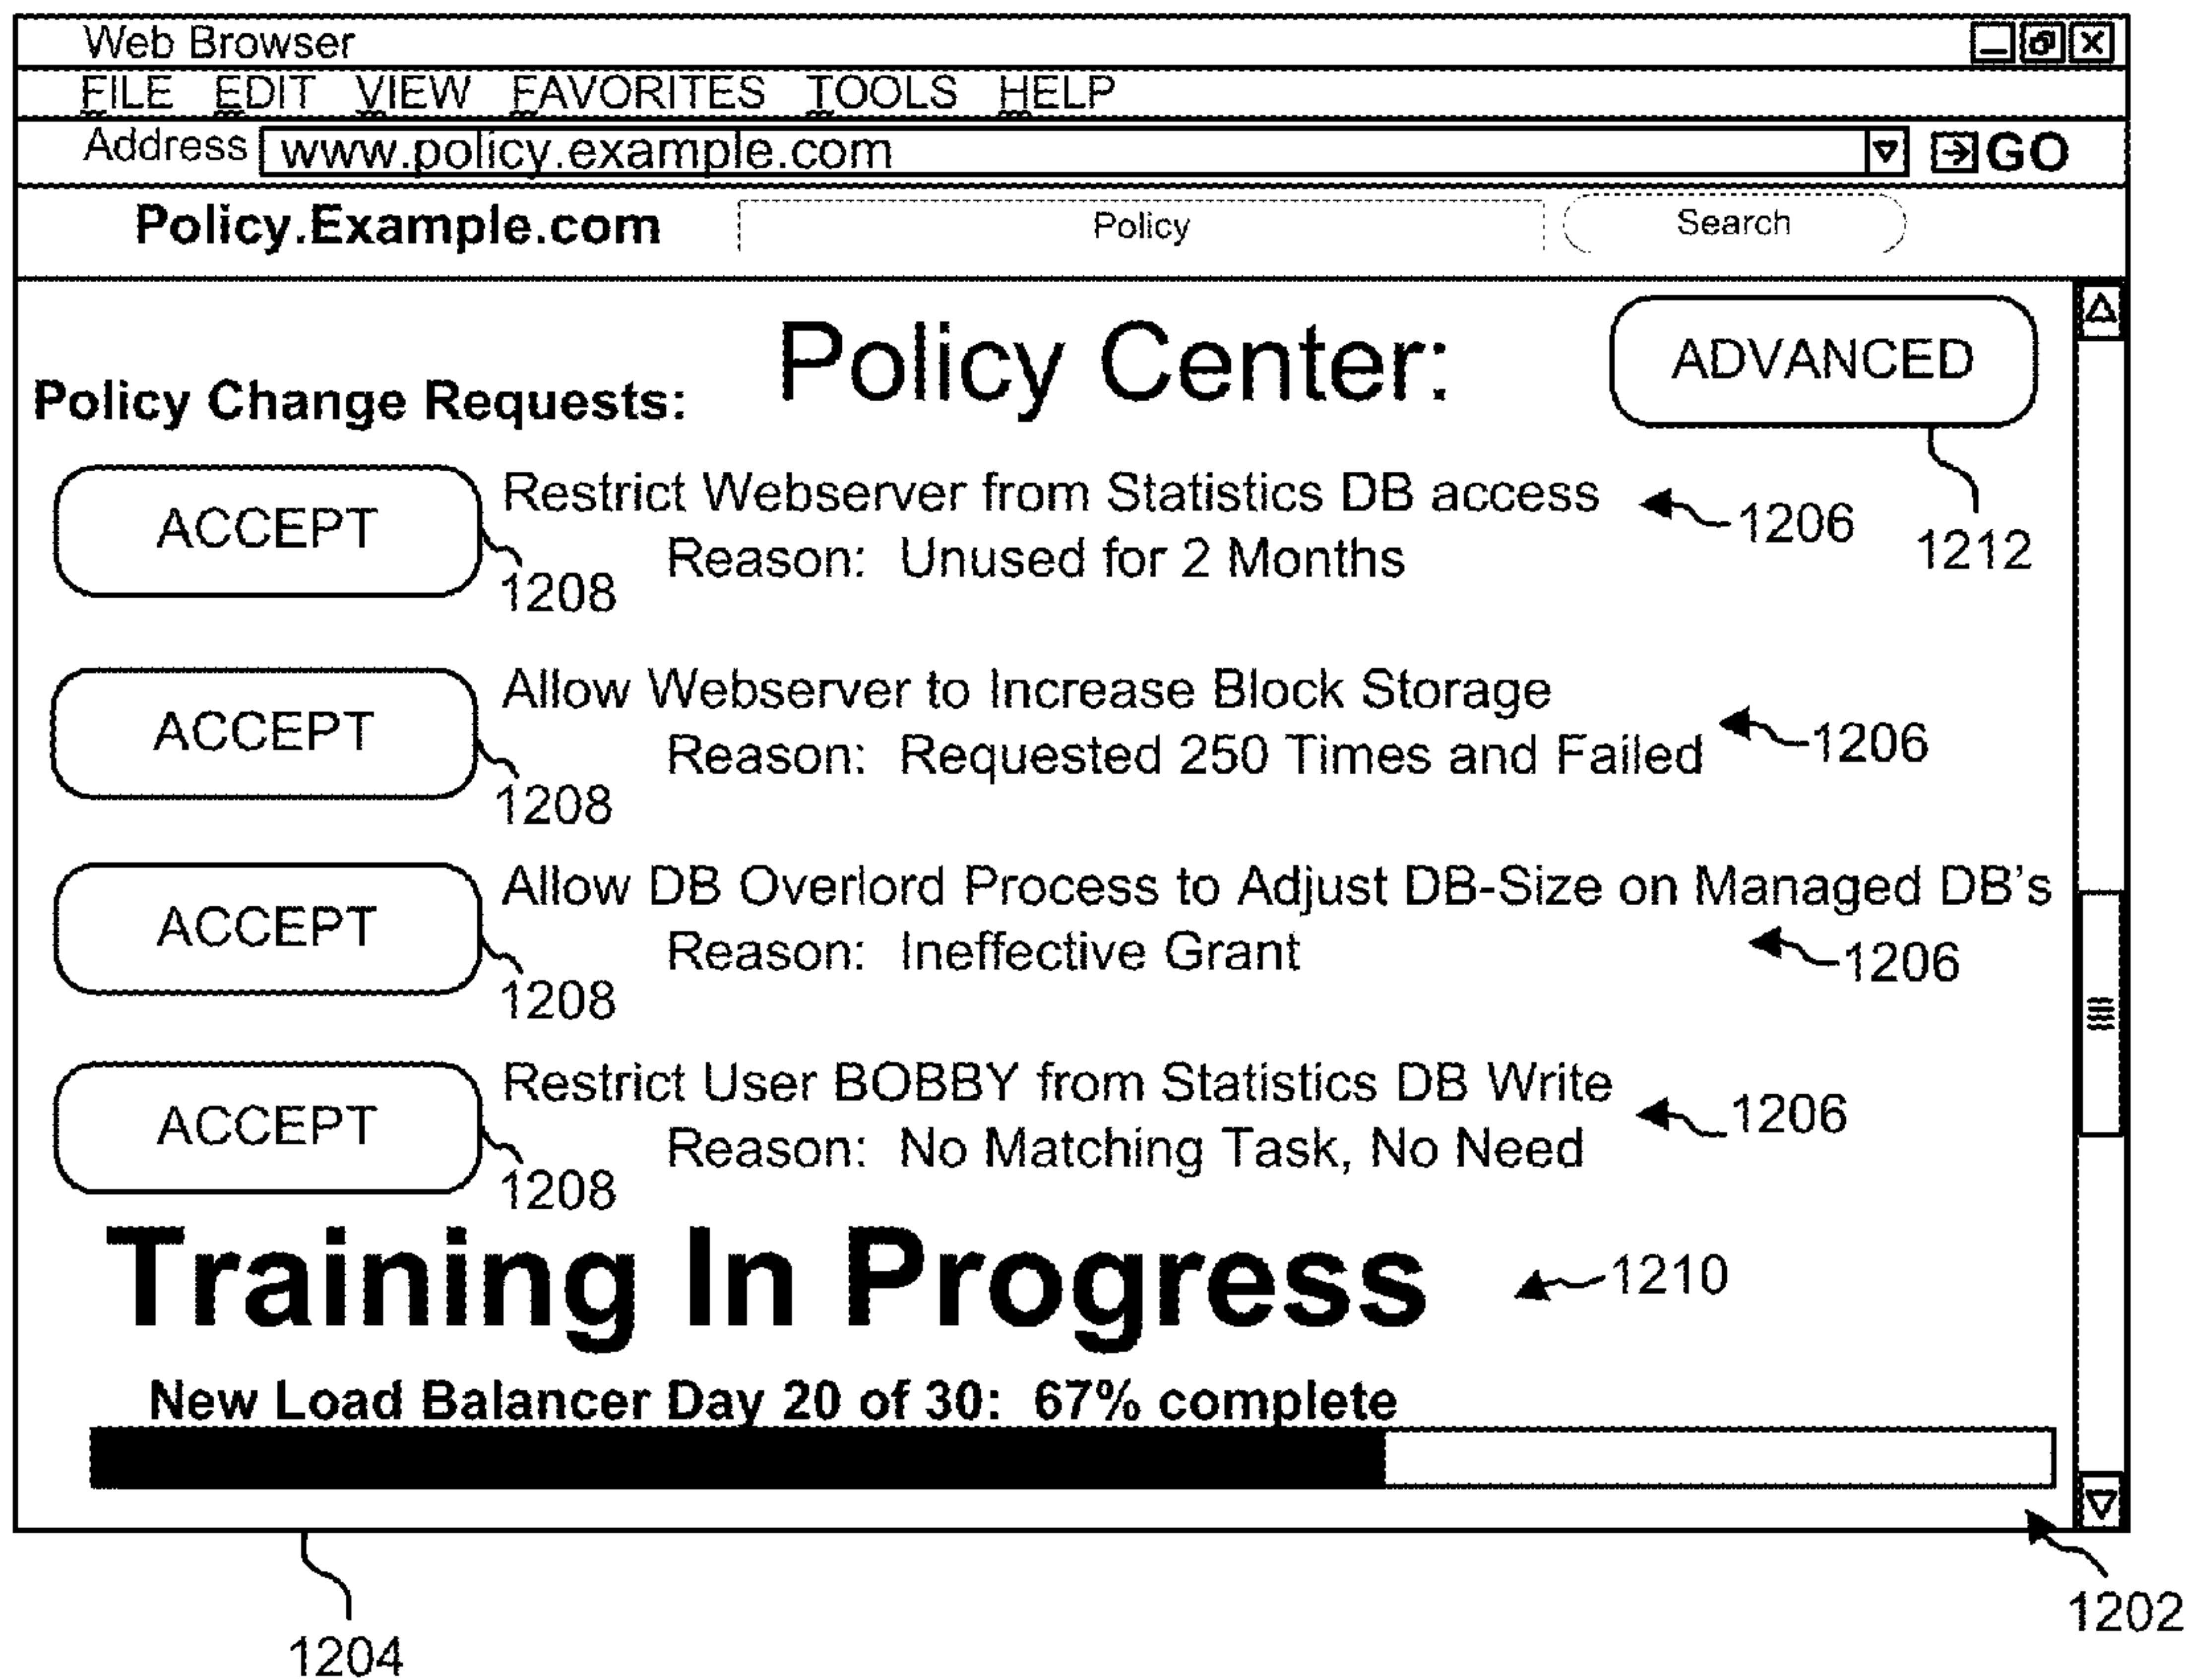 Web Browser
FILE EDIT VIEW FAVORITES TOOLS HELP
Address www.policy.example.com GO
Policy.Example.com Policy Search
Policy Center: ADVANCED
Policy Change Requests:
1212
ACCEPT Restrict Webserver from Statistics DB access 1206
Reason: Unused for 2 Months
1208
ACCEPT Allow Webserver to Increase Block Storage
Reason: Requested 250 Times and Failed 1206
1208
ACCEPT Allow DB Overlord Process to Adjust DB-Size on Managed DB's
Reason: Ineffective Grant 1206
1208
ACCEPT Restrict User BOBBY from Statistics DB Write 1206
Reason: No Matching Task, No Need
1208
Training In Progress 1210
New Load Balancer Day 20 of 30: 67% complete
1202
1204